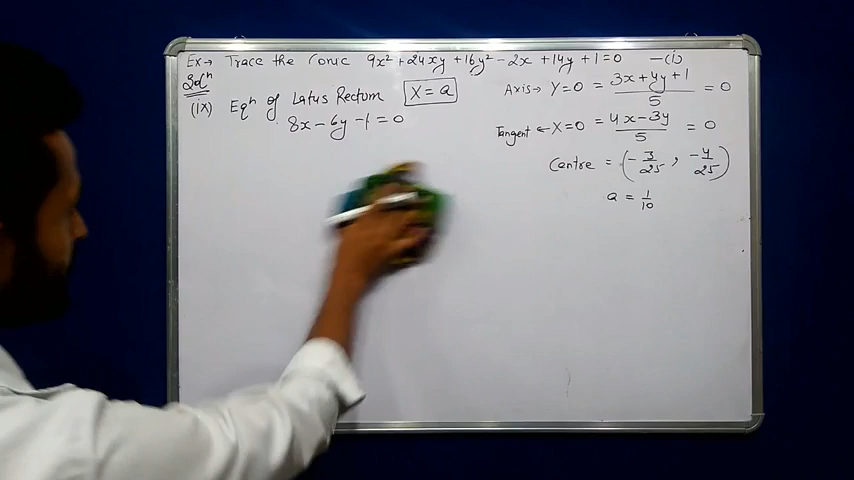 Ex→ Trace the Conic 9x² + 24xy + 16y² - 2x + 14y + 1 = 0 —(1)
Solⁿ
(ix) Eqⁿ of Latus Rectum X = a
8x - 6y - 1 = 0
Axis→ Y=0 = 3x+4y+1/5 = 0
Tangent ← X=0 = 4x-3y/5 = 0
Centre = (-3/25, -4/25)
a = 1/10